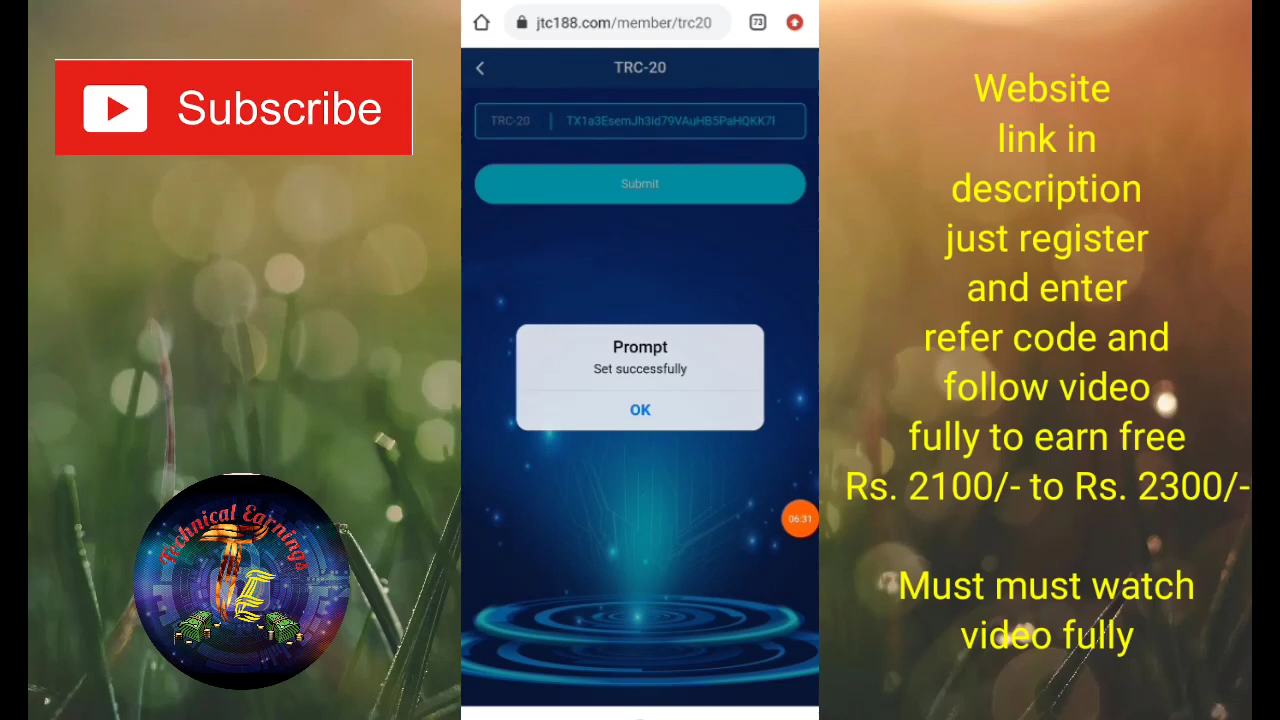 Subscribe
Technical Earnings
TE
jtc188.com/member/trc20
73
TRC-20
TRC-20
Submit
Prompt
Set successfully
OK
06:31
Website
link in
description
just register
and enter
refer code and
follow video
fully to earn free
Rs. 2100/- to Rs. 2300/-
Must must watch
video fully